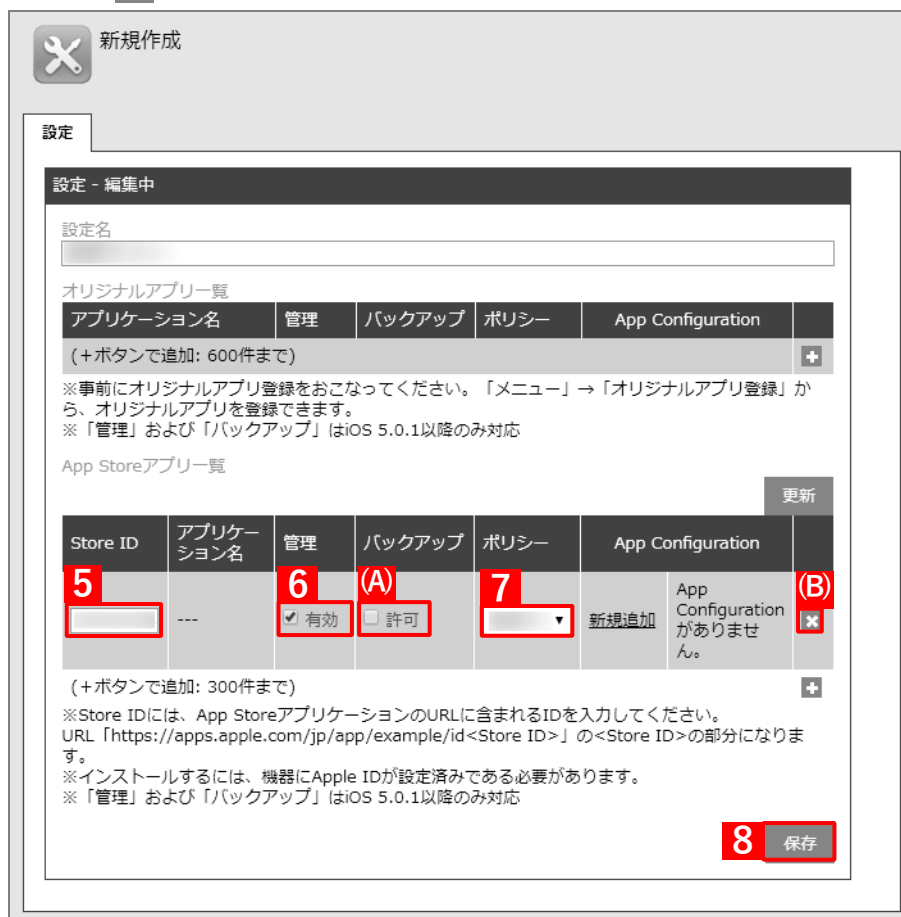 新規作成
設定
設定 - 編集中
設定名
オリジナルアプリ一覧
アプリケーション名 管理 バックアップ ポリシー App Configuration
(+ボタンで追加: 600件まで)
※事前にオリジナルアプリ登録をおこなってください。「メニュー」→「オリジナルアプリ登録」か
ら、オリジナルアプリを登録できます。
※「管理」および「バックアップ」はiOS 5.0.1以降のみ対応
App Storeアプリ一覧
更新
Store ID アプリケー
ション名 管理 バックアップ ポリシー App Configuration
5 6 (A) 7 (B)
--- 有効 許可 新規追加 App
Configuration
がありませ
ん。
(+ボタンで追加: 300件まで)
※Store IDには、App StoreアプリケーションのURLに含まれるIDを入力してください。
URL「https://apps.apple.com/jp/app/example/id<Store ID>」の<Store ID>の部分になりま
す。
※インストールするには、機器にApple IDが設定済みである必要があります。
※「管理」および「バックアップ」はiOS 5.0.1以降のみ対応
8 保存